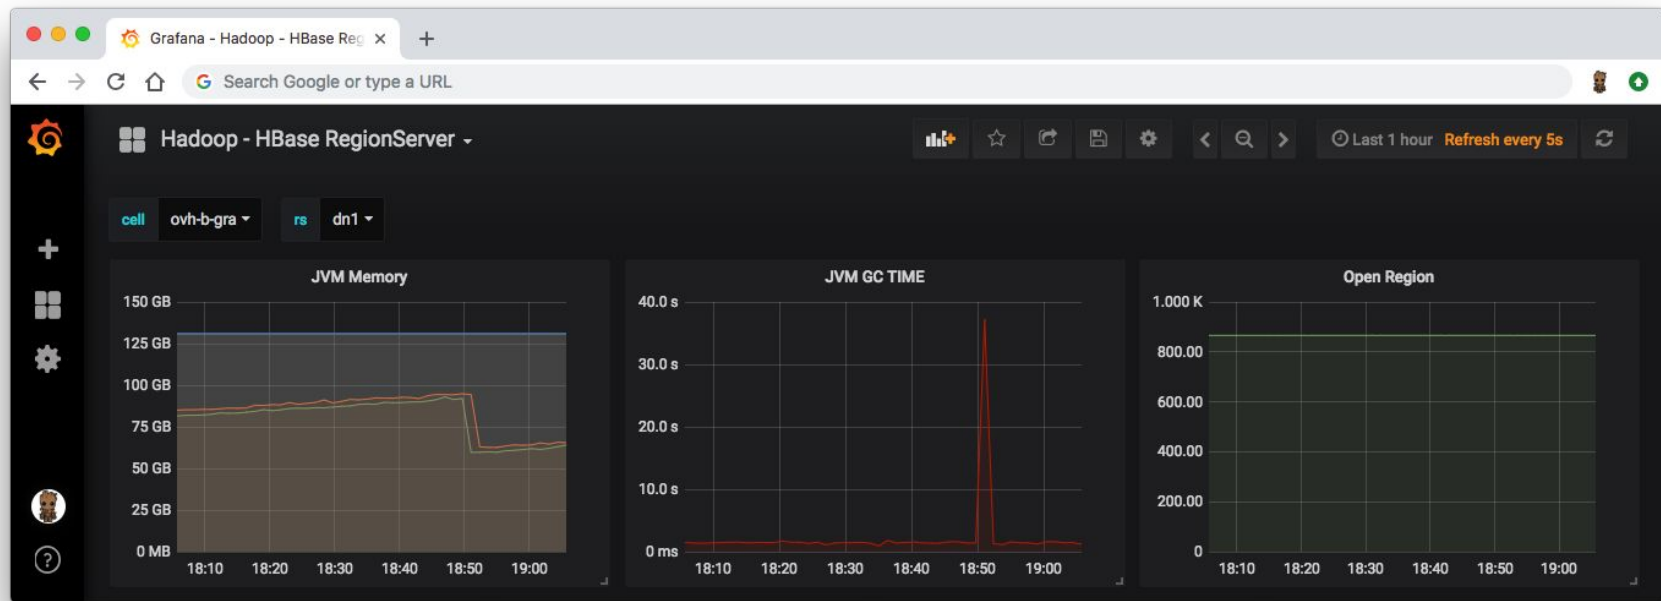 Grafana - Hadoop - HBase Reg
Search Google or type a URL
Hadoop - HBase RegionServer
Last 1 hour Refresh every 5s
cell ovh-b-gra rs dn1
JVM Memory
150 GB
125 GB
100 GB
75 GB
50 GB
25 GB
0 MB
18:10 18:20 18:30 18:40 18:50 19:00
JVM GC TIME
40.0 s
30.0 s
20.0 s
10.0 s
0 ms
18:10 18:20 18:30 18:40 18:50 19:00
Open Region
1.000 K
800.00
600.00
400.00
200.00
0
18:10 18:20 18:30 18:40 18:50 19:00